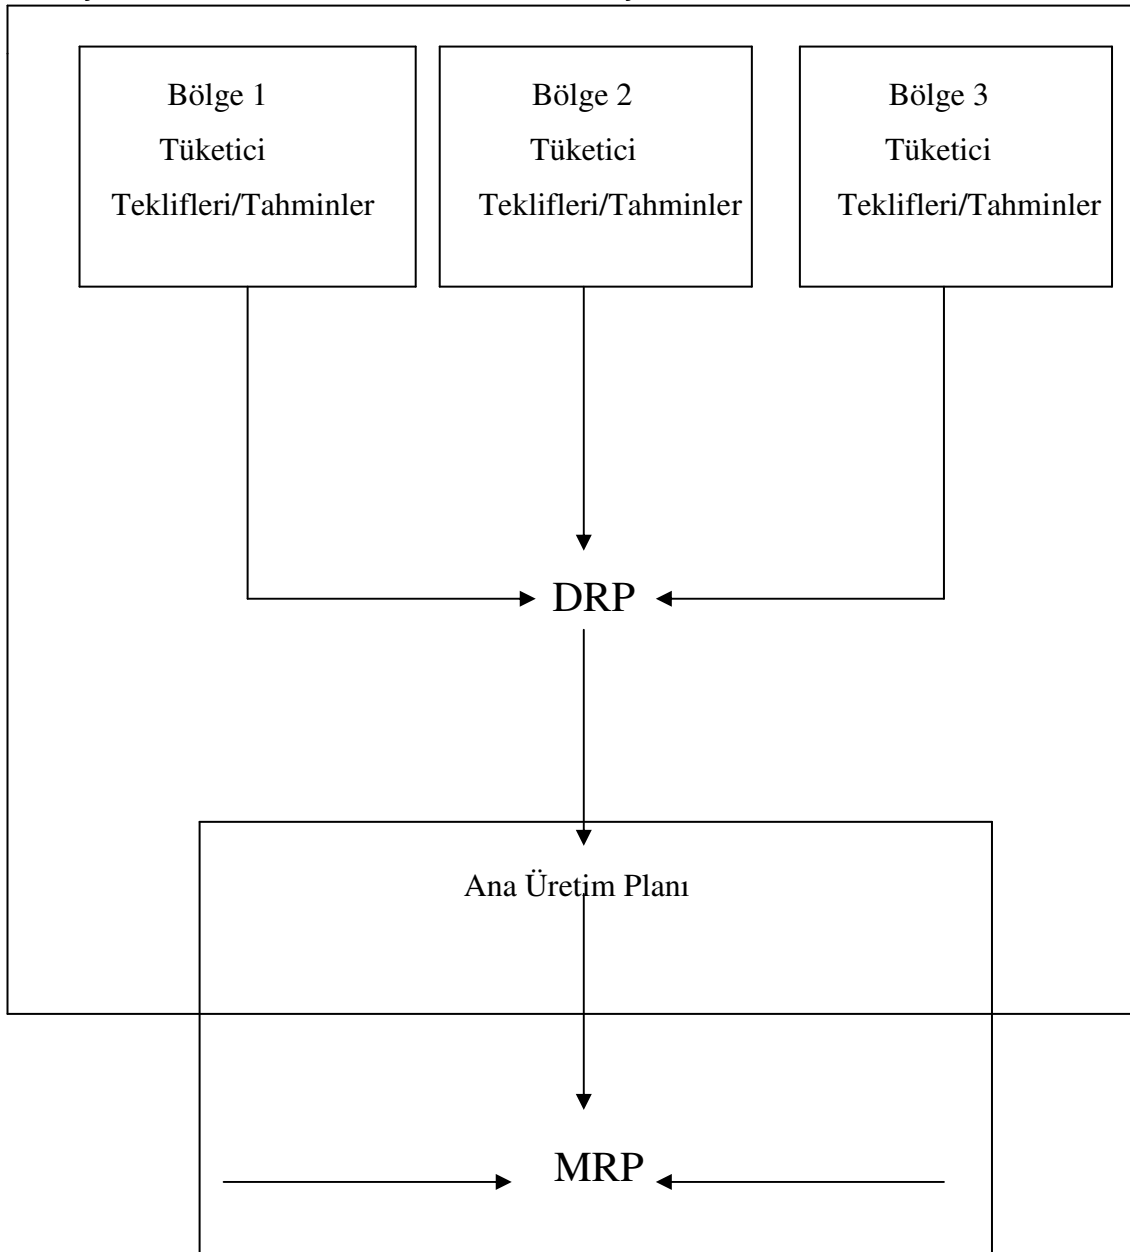 Bölge 1
Tüketici
Teklifleri/Tahminler
Bölge 2
Tüketici
Teklifleri/Tahminler
Bölge 3
Tüketici
Teklifleri/Tahminler
DRP
Ana Üretim Planı
MRP